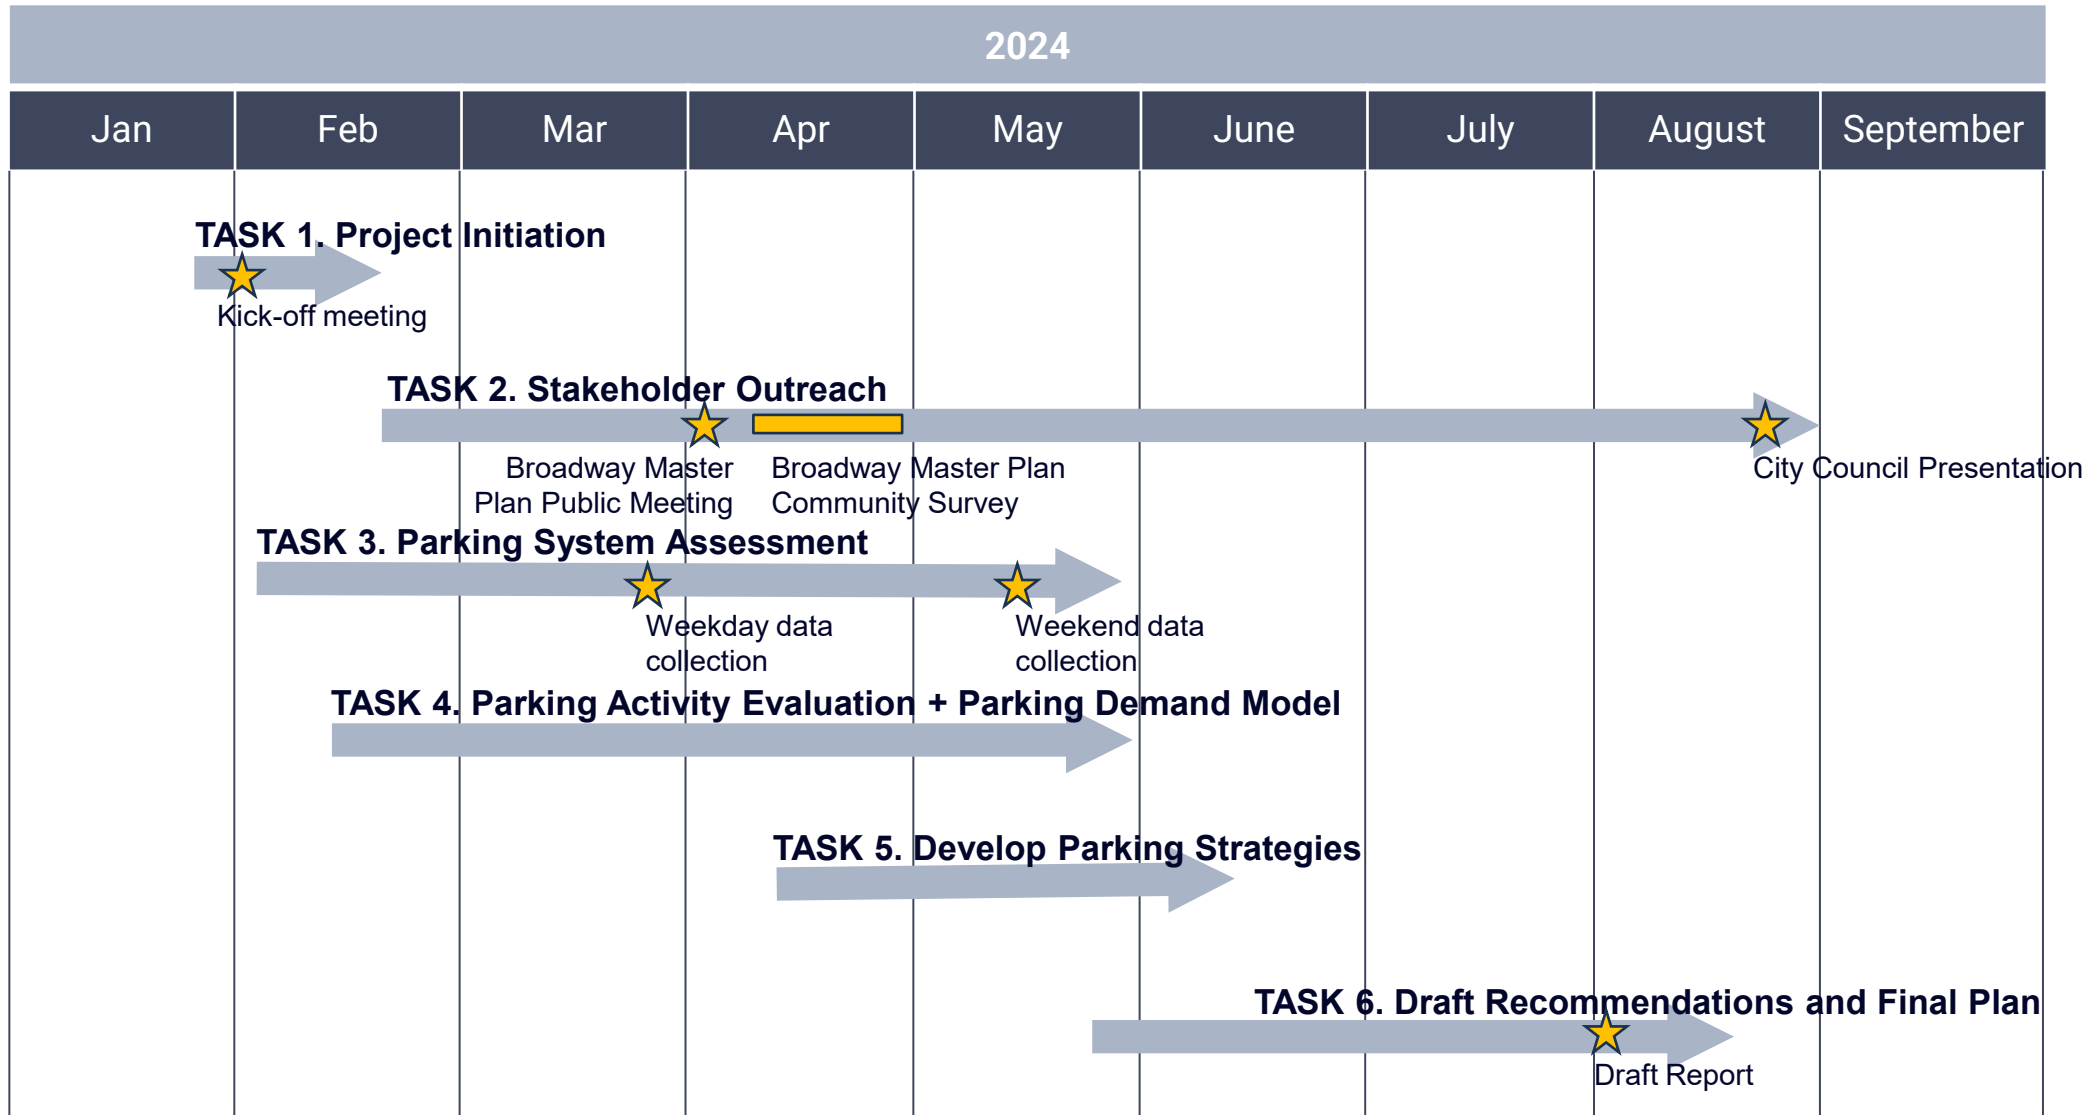 2024
Jan
Feb
Mar
Apr
May
June
July
August
September
TASK 1. Project Initiation
Kick-off meeting
TASK 2. Stakeholder Outreach
Broadway Master
Plan Public Meeting
Broadway Master Plan
Community Survey
City Council Presentation
TASK 3. Parking System Assessment
Weekday data
collection
Weekend data
collection
TASK 4. Parking Activity Evaluation + Parking Demand Model
TASK 5. Develop Parking Strategies
TASK 6. Draft Recommendations and Final Plan
Draft Report